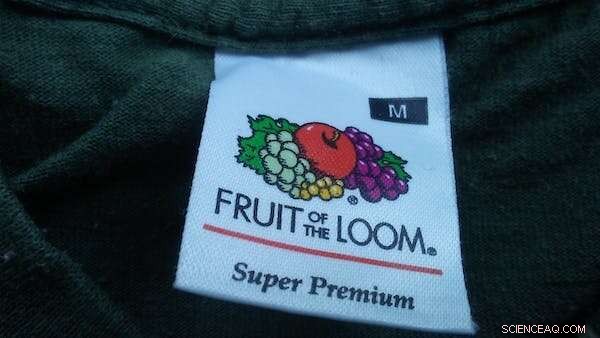 M
FRUIT OF THE LOOM®
Super Premium
SCIENCEAQ.COM